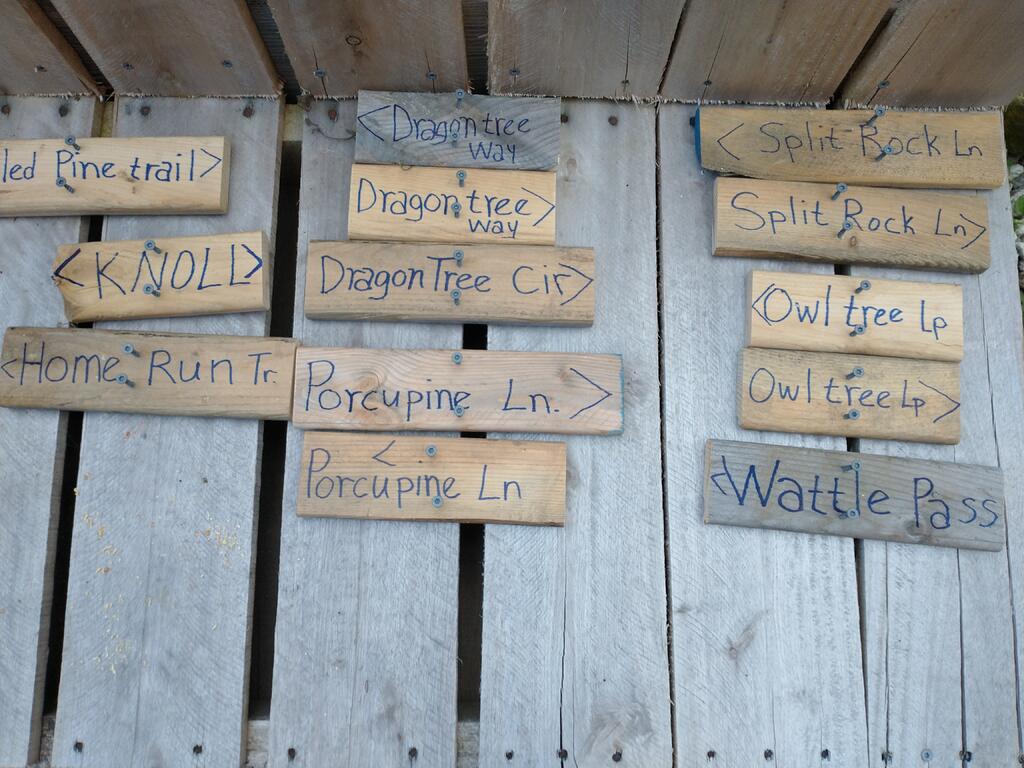 led Pine trail>
<KNOLL>
<Home Run Tr.
<Dragon tree
way
Dragon tree>
way
Dragon Tree Cir>
Porcupine Ln. >
<
Porcupine Ln
< Split Rock Ln
Split Rock Ln>
<Owl tree Lp
Owl tree Lp>
<Wattle Pass